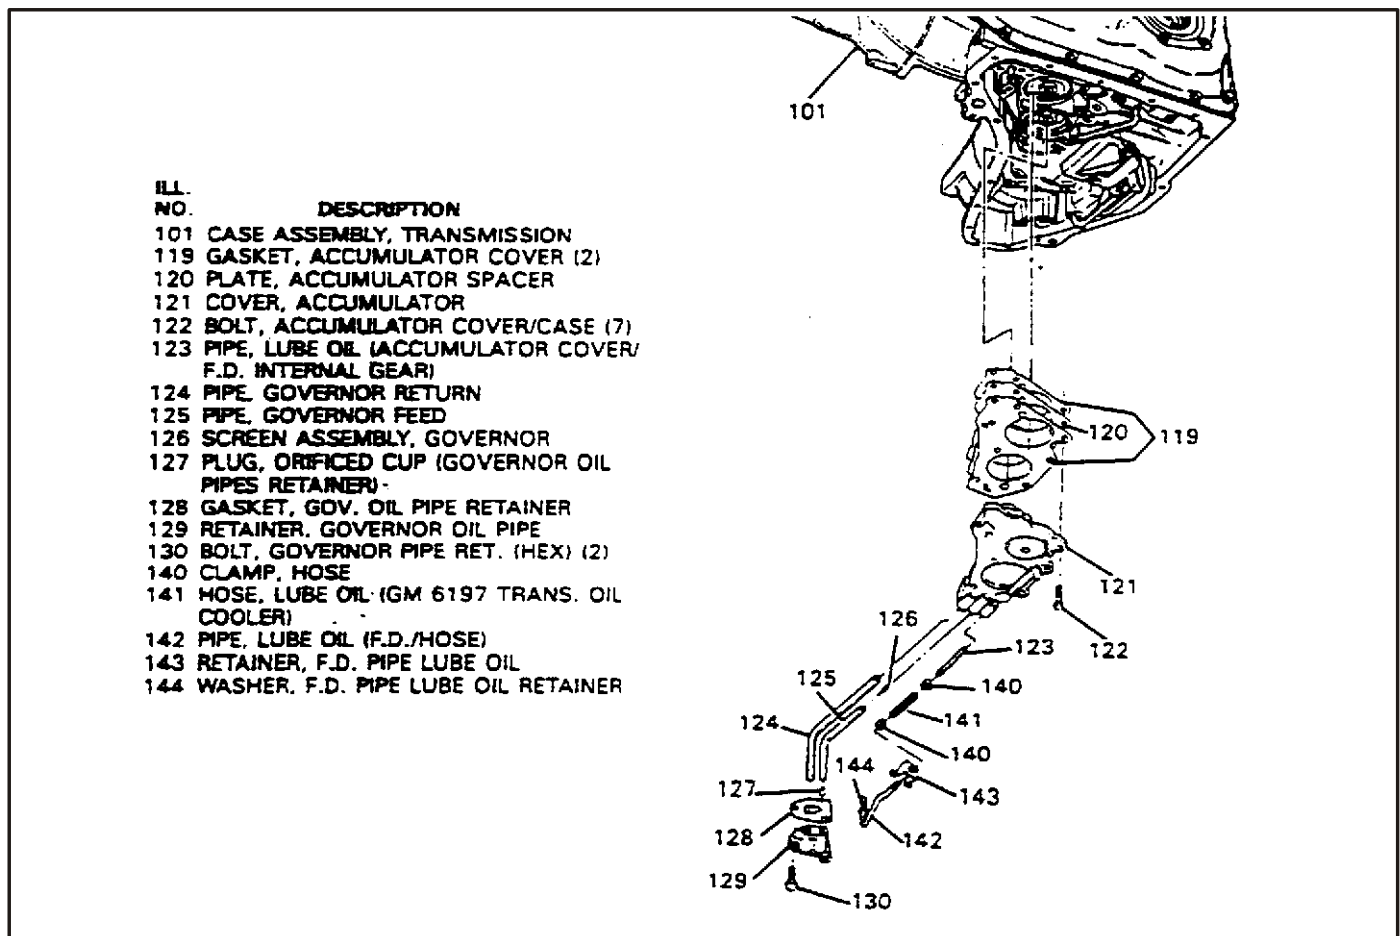 ILL.
NO. DESCRIPTION
101 CASE ASSEMBLY, TRANSMISSION
119 GASKET, ACCUMULATOR COVER (2)
120 PLATE, ACCUMULATOR SPACER
121 COVER, ACCUMULATOR
122 BOLT, ACCUMULATOR COVER/CASE (7)
123 PIPE, LUBE OIL (ACCUMULATOR COVER/
F.D. INTERNAL GEAR)
124 PIPE, GOVERNOR RETURN
125 PIPE, GOVERNOR FEED
126 SCREEN ASSEMBLY, GOVERNOR
127 PLUG, ORIFICED CUP (GOVERNOR OIL
PIPES RETAINER)
128 GASKET, GOV. OIL PIPE RETAINER
129 RETAINER, GOVERNOR OIL PIPE
130 BOLT, GOVERNOR PIPE RET. (HEX) (2)
140 CLAMP, HOSE
141 HOSE, LUBE OIL (GM 6197 TRANS. OIL
COOLER)
142 PIPE, LUBE OIL (F.D./HOSE)
143 RETAINER, F.D. PIPE LUBE OIL
144 WASHER, F.D. PIPE LUBE OIL RETAINER
101
120
119
121
126
123
122
125
140
124
141
140
144
127
143
128
142
129
130